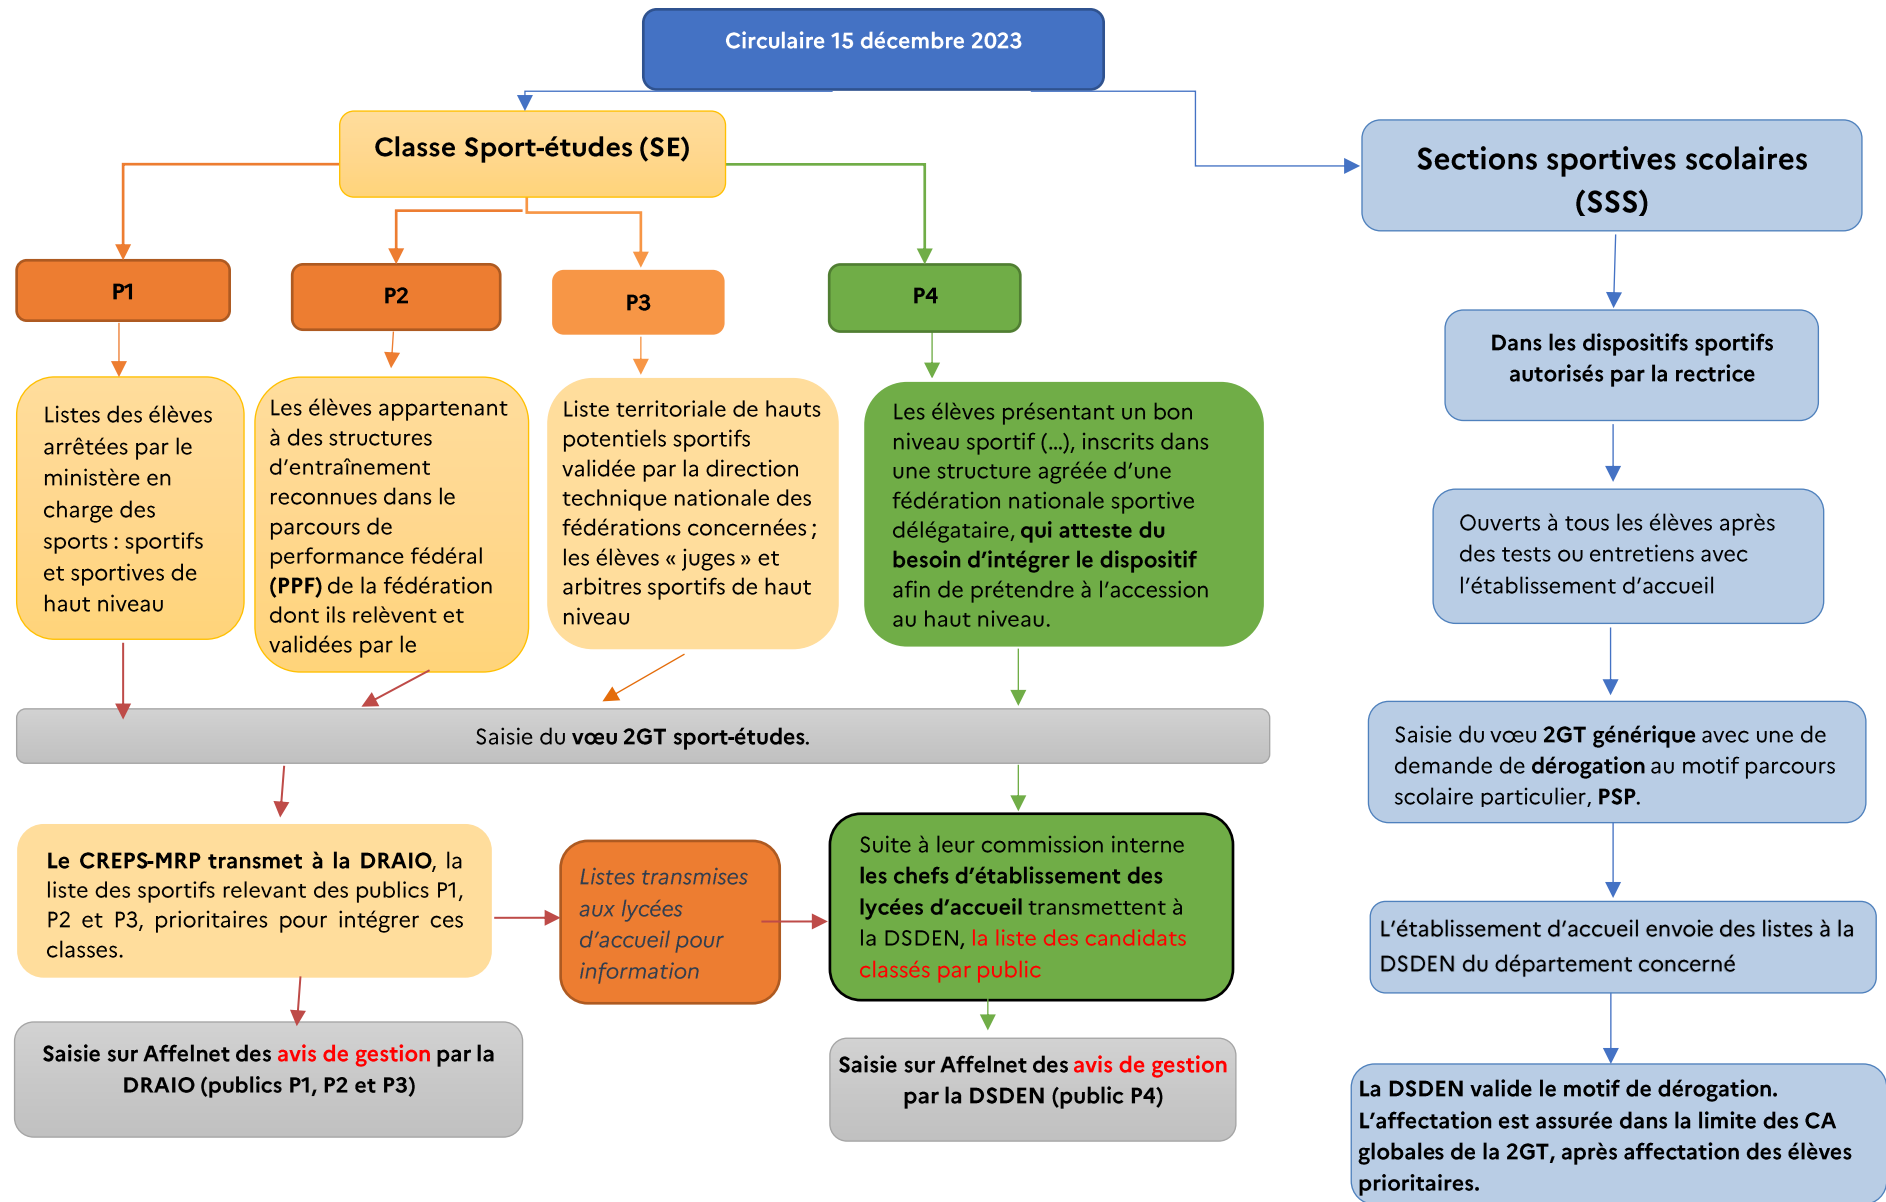 Circulaire 15 décembre 2023
Classe Sport-études (SE)
Sections sportives scolaires
(SSS)
P1
P2
P3
P4
Listes des élèves
arrêtées par le
ministère en
charge des
sports : sportifs
et sportives de
haut niveau
Les élèves appartenant
à des structures
d’entraînement
reconnues dans le
parcours de
performance fédéral
(PPF) de la fédération
dont ils relèvent et
validées par le
Liste territoriale de hauts
potentiels sportifs
validée par la direction
technique nationale des
fédérations concernées ;
les élèves « juges » et
arbitres sportifs de haut
niveau
Les élèves présentant un bon
niveau sportif (…), inscrits dans
une structure agréée d’une
fédération nationale sportive
délégataire, qui atteste du
besoin d’intégrer le dispositif
afin de prétendre à l’accession
au haut niveau.
Dans les dispositifs sportifs
autorisés par la rectrice
Ouverts à tous les élèves après
des tests ou entretiens avec
l’établissement d’accueil
Saisie du vœu 2GT sport-études.
Saisie du vœu 2GT générique avec une de
demande de dérogation au motif parcours
scolaire particulier, PSP.
Le CREPS-MRP transmet à la DRAIO, la
liste des sportifs relevant des publics P1,
P2 et P3, prioritaires pour intégrer ces
classes.
Listes transmises
aux lycées
d’accueil pour
information
Suite à leur commission interne
les chefs d’établissement des
lycées d’accueil transmettent à
la DSDEN, la liste des candidats
classés par public
L’établissement d’accueil envoie des listes à la
DSDEN du département concerné
Saisie sur Affelnet des avis de gestion par la
DRAIO (publics P1, P2 et P3)
Saisie sur Affelnet des avis de gestion
par la DSDEN (public P4)
La DSDEN valide le motif de dérogation.
L’affectation est assurée dans la limite des CA
globales de la 2GT, après affectation des élèves
prioritaires.